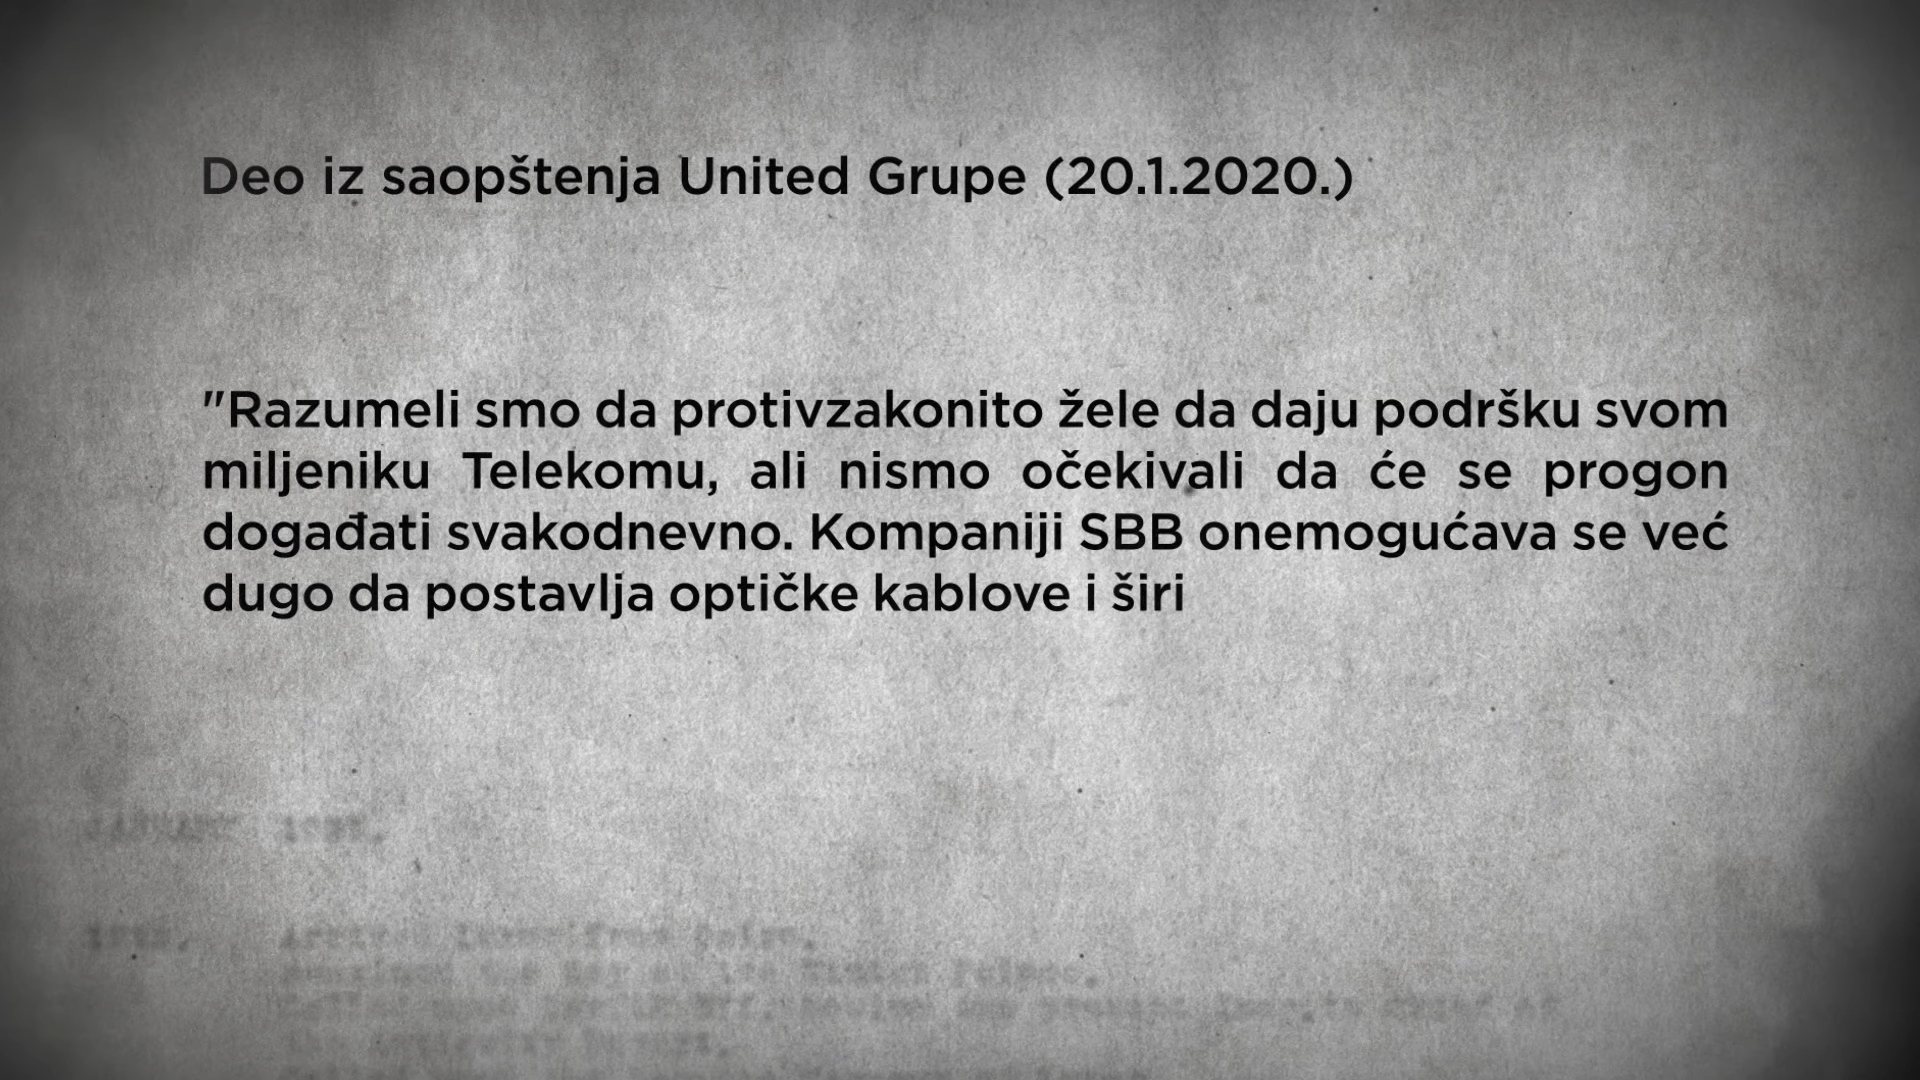 Deo iz saopštenja United Grupe (20.1.2020.)
"Razumeli smo da protivzakonito žele da daju podršku svom
miljeniku Telekomu, ali nismo očekivali da će se progon
događati svakodnevno. Kompaniji SBB onemogućava se već
dugo da postavlja optičke kablove i širi